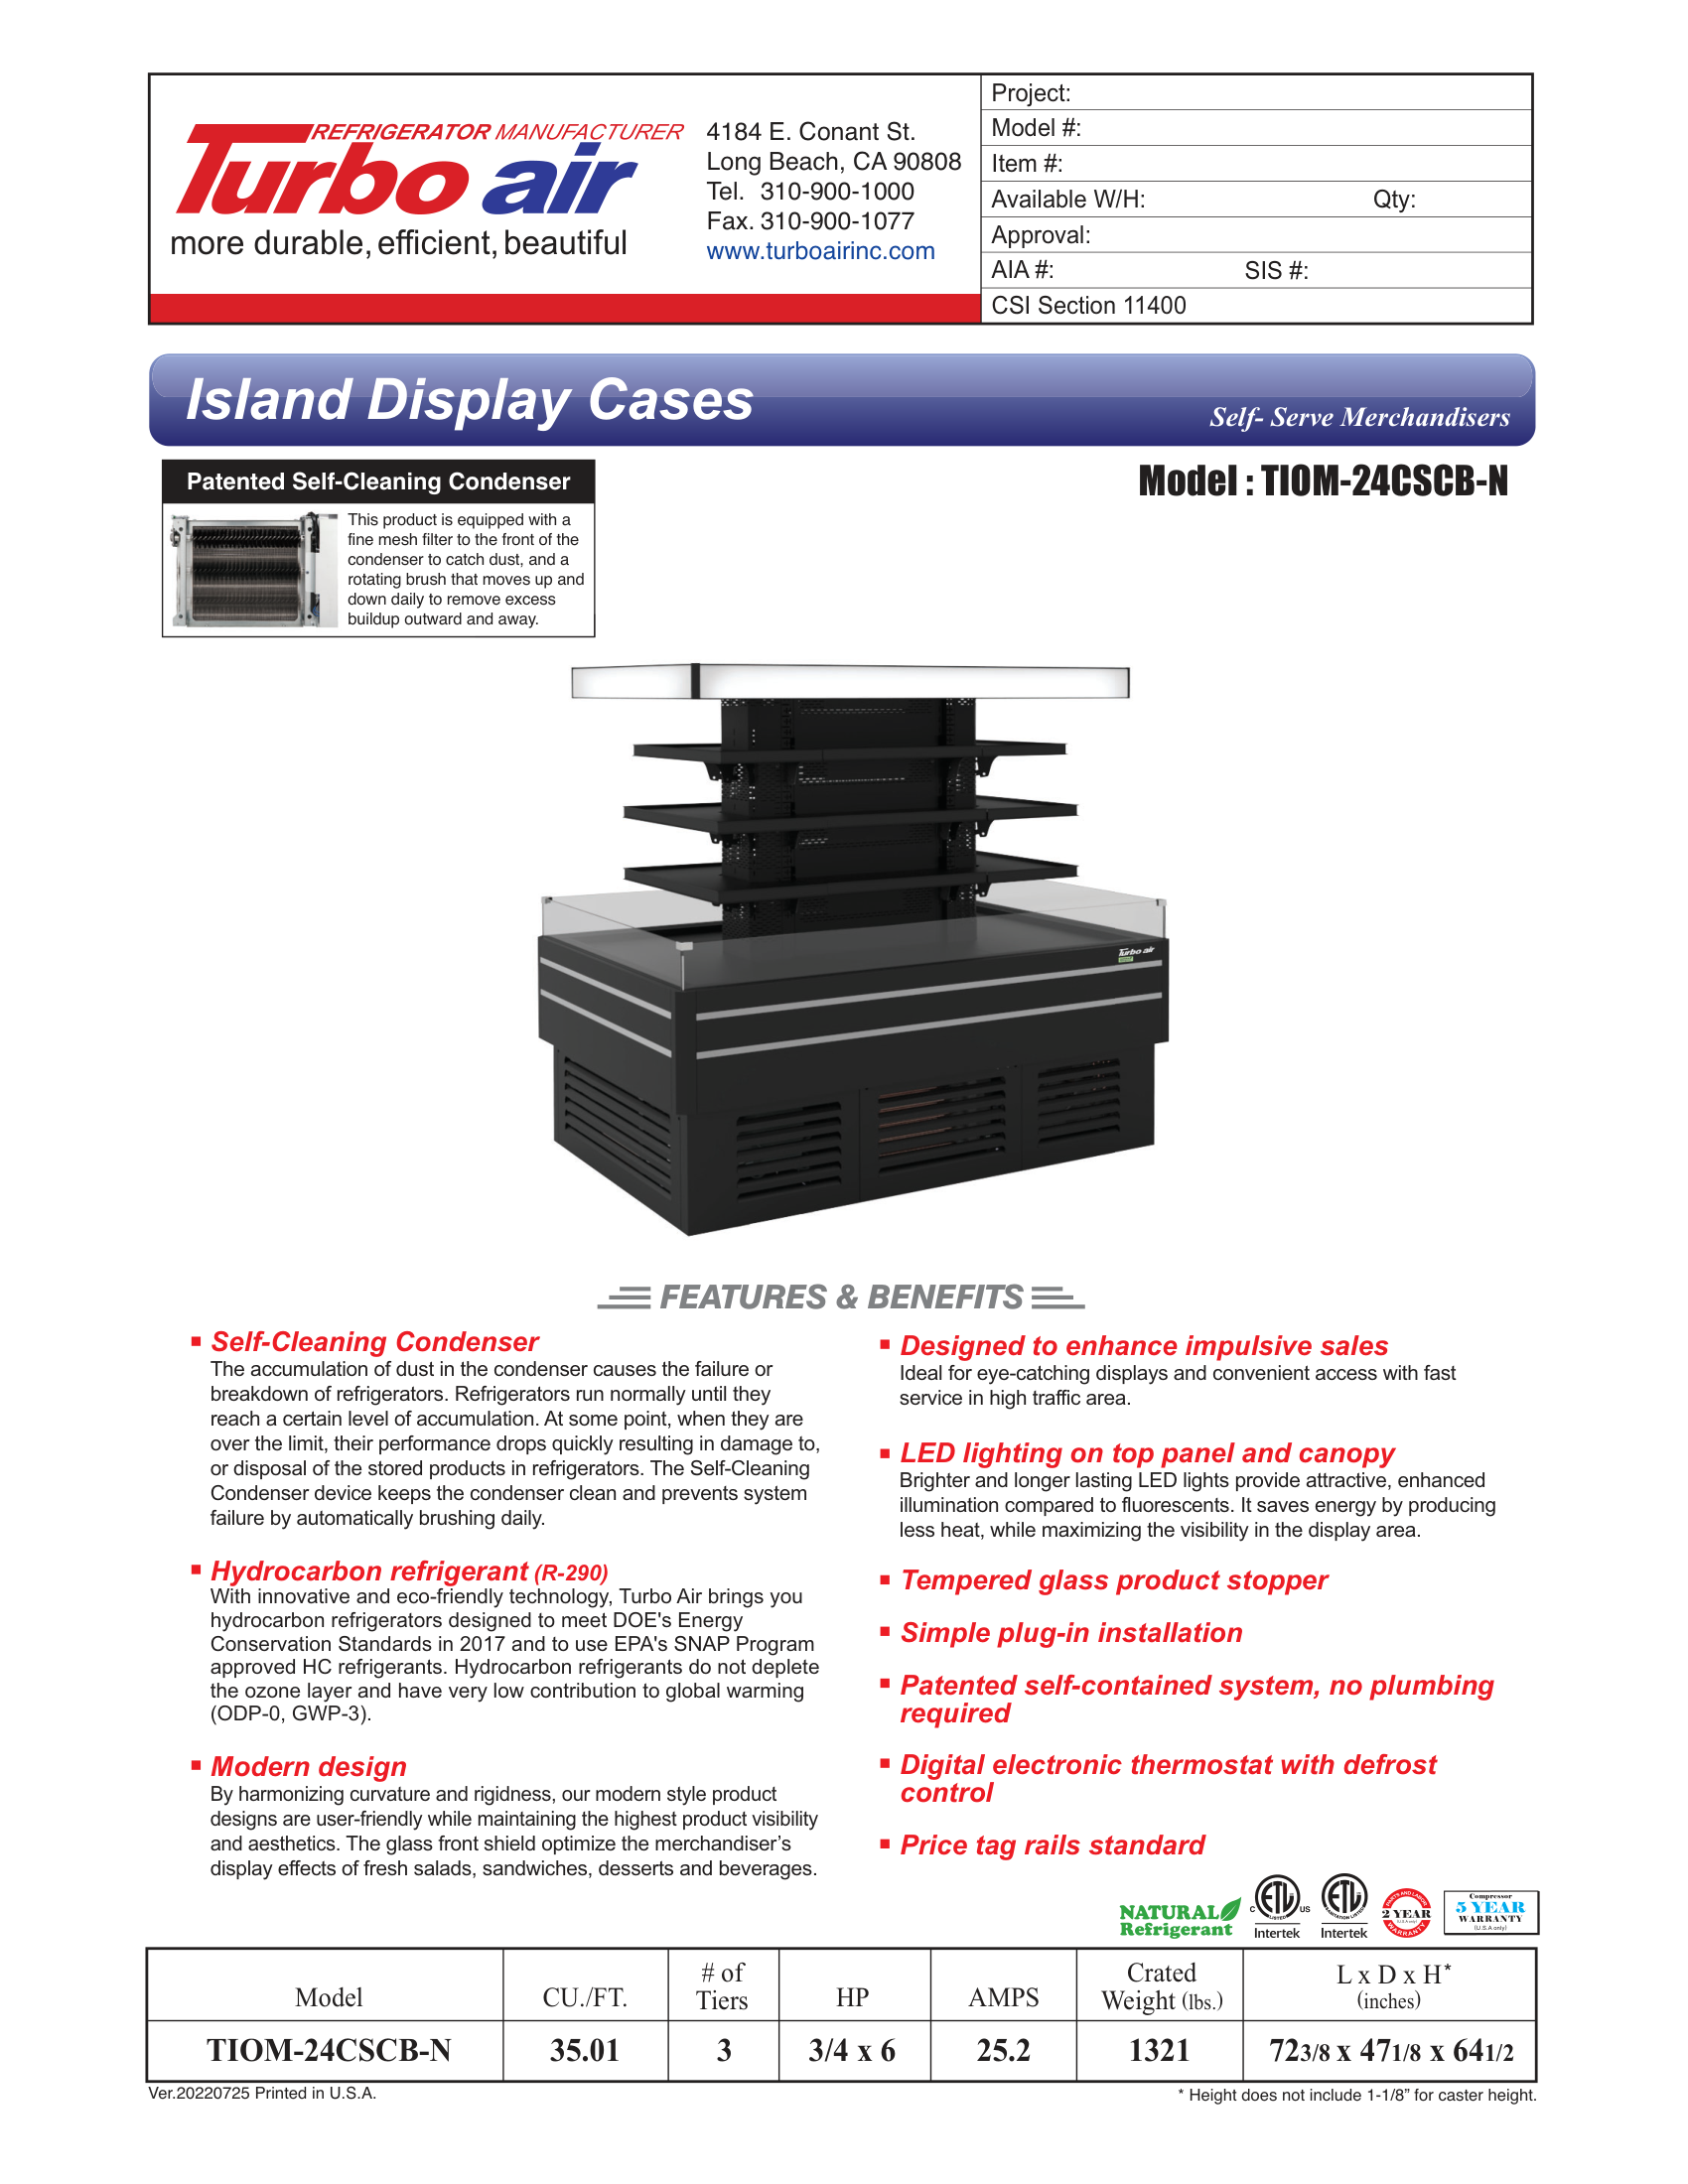 REFRIGERATOR MANUFACTURER
Turbo air
more durable, efficient, beautiful
4184 E. Conant St.
Long Beach, CA 90808
Tel. 310-900-1000
Fax. 310-900-1077
www.turboairinc.com
Project:
Model #:
Item #:
Available W/H: Qty:
Approval:
AIA #: SIS #:
CSI Section 11400
Island Display Cases
Self- Serve Merchandisers
Patented Self-Cleaning Condenser
This product is equipped with a
fine mesh filter to the front of the
condenser to catch dust, and a
rotating brush that moves up and
down daily to remove excess
buildup outward and away.
Model : TIOM-24CSCB-N
Turbo air
FEATURES & BENEFITS
Self-Cleaning Condenser
The accumulation of dust in the condenser causes the failure or
breakdown of refrigerators. Refrigerators run normally until they
reach a certain level of accumulation. At some point, when they are
over the limit, their performance drops quickly resulting in damage to,
or disposal of the stored products in refrigerators. The Self-Cleaning
Condenser device keeps the condenser clean and prevents system
failure by automatically brushing daily.
Hydrocarbon refrigerant (R-290)
With innovative and eco-friendly technology, Turbo Air brings you
hydrocarbon refrigerators designed to meet DOE's Energy
Conservation Standards in 2017 and to use EPA's SNAP Program
approved HC refrigerants. Hydrocarbon refrigerants do not deplete
the ozone layer and have very low contribution to global warming
(ODP-0, GWP-3).
Modern design
By harmonizing curvature and rigidness, our modern style product
designs are user-friendly while maintaining the highest product visibility
and aesthetics. The glass front shield optimize the merchandiser’s
display effects of fresh salads, sandwiches, desserts and beverages.
Designed to enhance impulsive sales
Ideal for eye-catching displays and convenient access with fast
service in high traffic area.
LED lighting on top panel and canopy
Brighter and longer lasting LED lights provide attractive, enhanced
illumination compared to fluorescents. It saves energy by producing
less heat, while maximizing the visibility in the display area.
Tempered glass product stopper
Simple plug-in installation
Patented self-contained system, no plumbing
required
Digital electronic thermostat with defrost
control
Price tag rails standard
NATURAL
Refrigerant
C ETL US
LISTED
Intertek
ETL
SANITATION LISTED
Intertek
PARTS AND LABOR
2 YEAR
(U.S.A only)
WARRANTY
Compressor
5 YEAR
WARRANTY
(U.S.A only)
Model CU./FT. # of Tiers HP AMPS Crated Weight (lbs.) L x D x H* (inches)
TIOM-24CSCB-N 35.01 3 3/4 x 6 25.2 1321 723/8 x 471/8 x 641/2
Ver.20220725 Printed in U.S.A.
* Height does not include 1-1/8” for caster height.